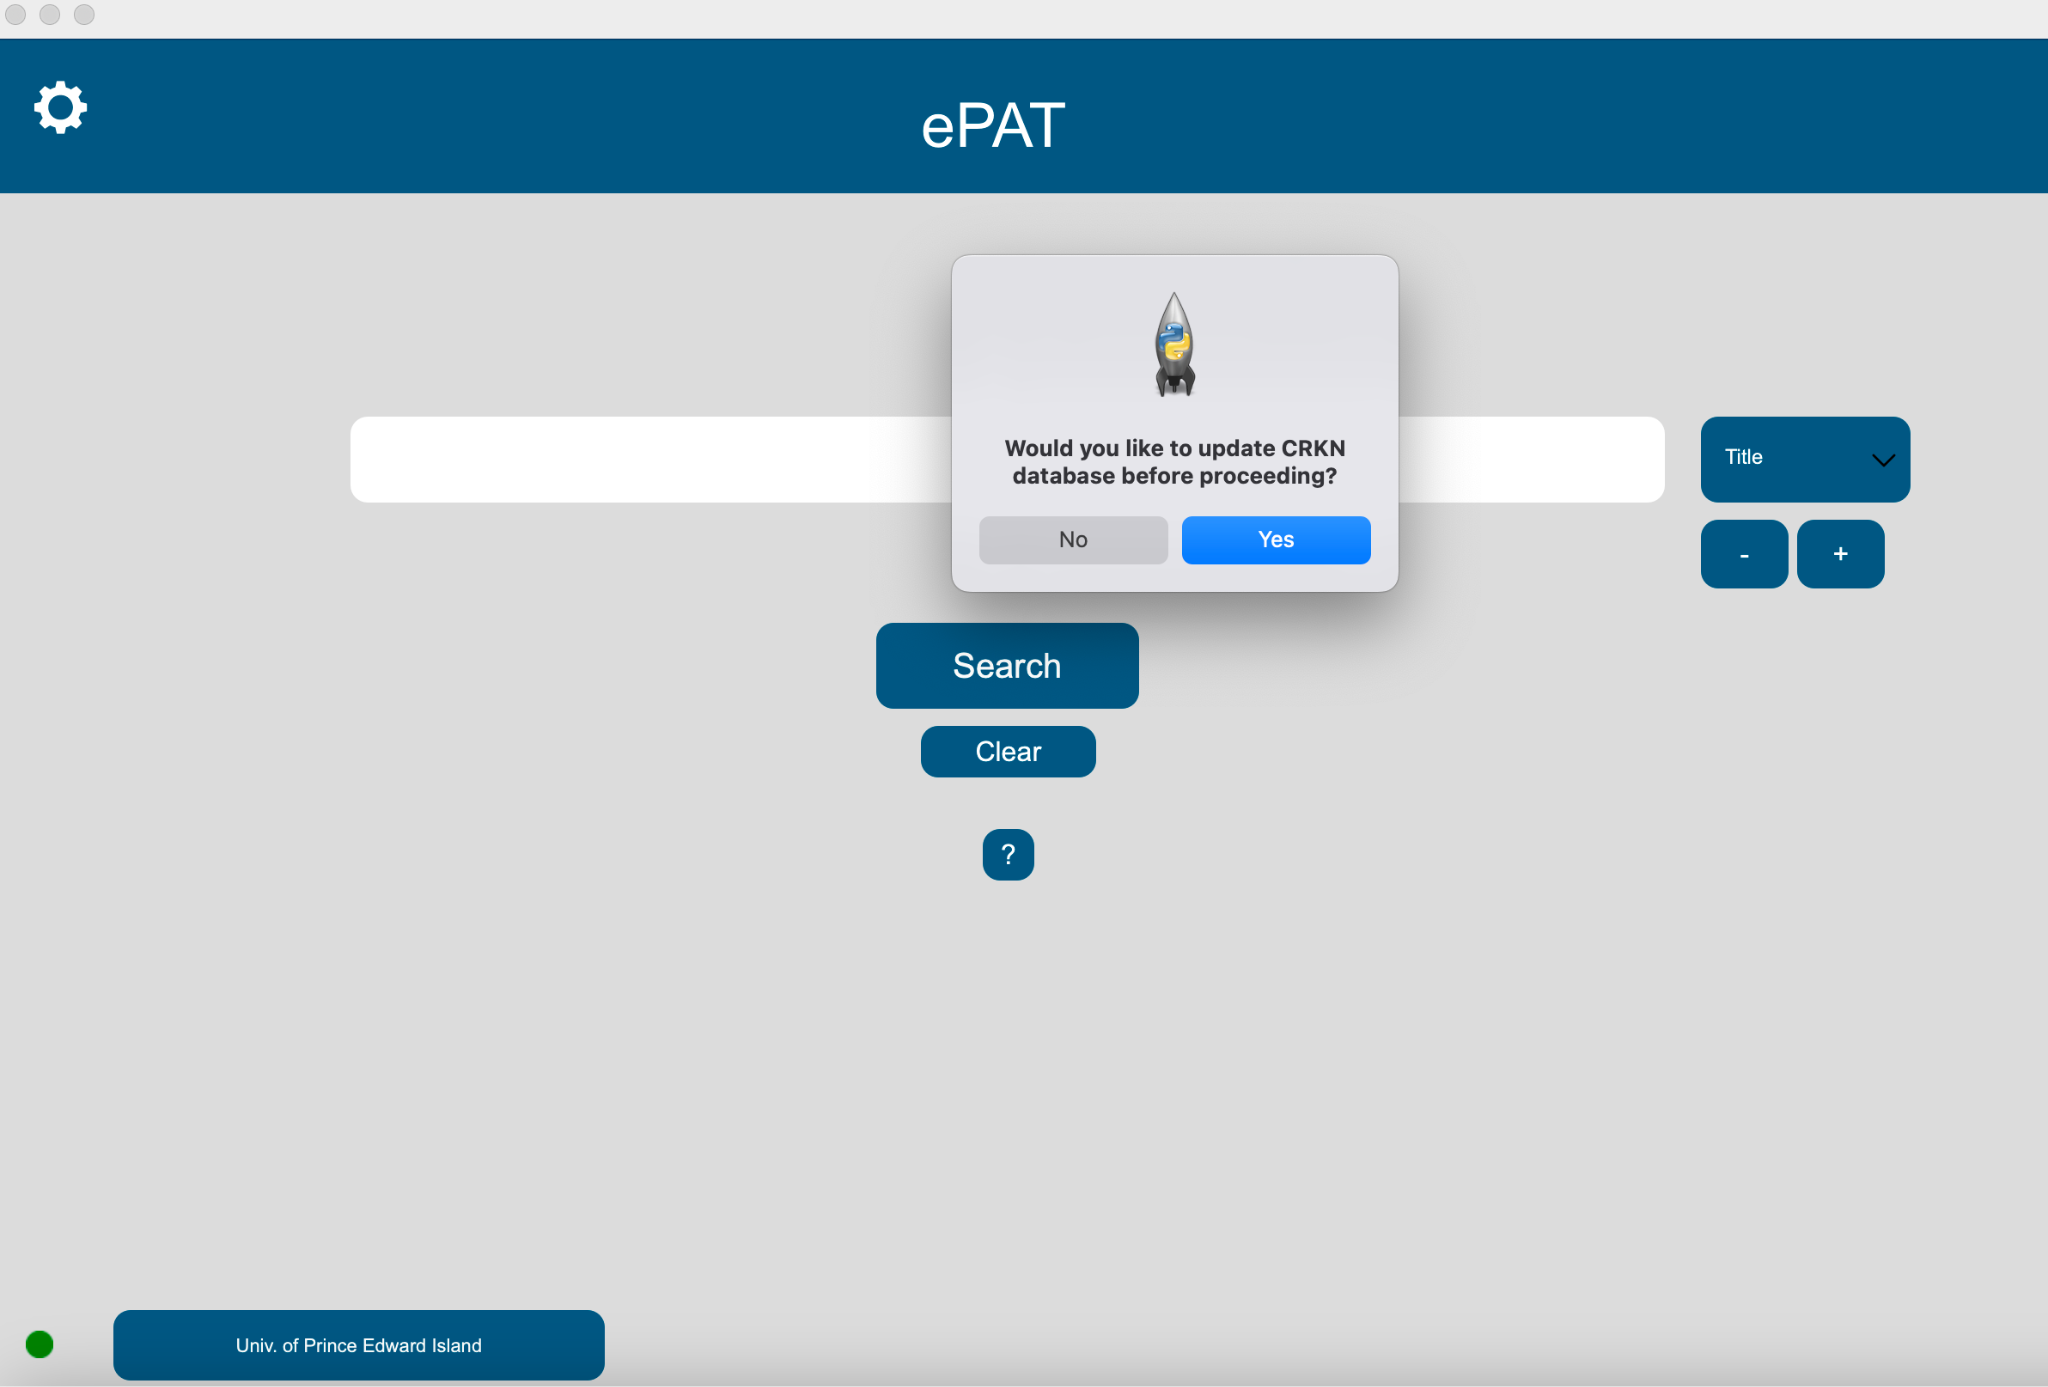 ePAT
Would you like to update CRKN
database before proceeding?
No
Yes
Title
-
+
Search
Clear
?
Univ. of Prince Edward Island